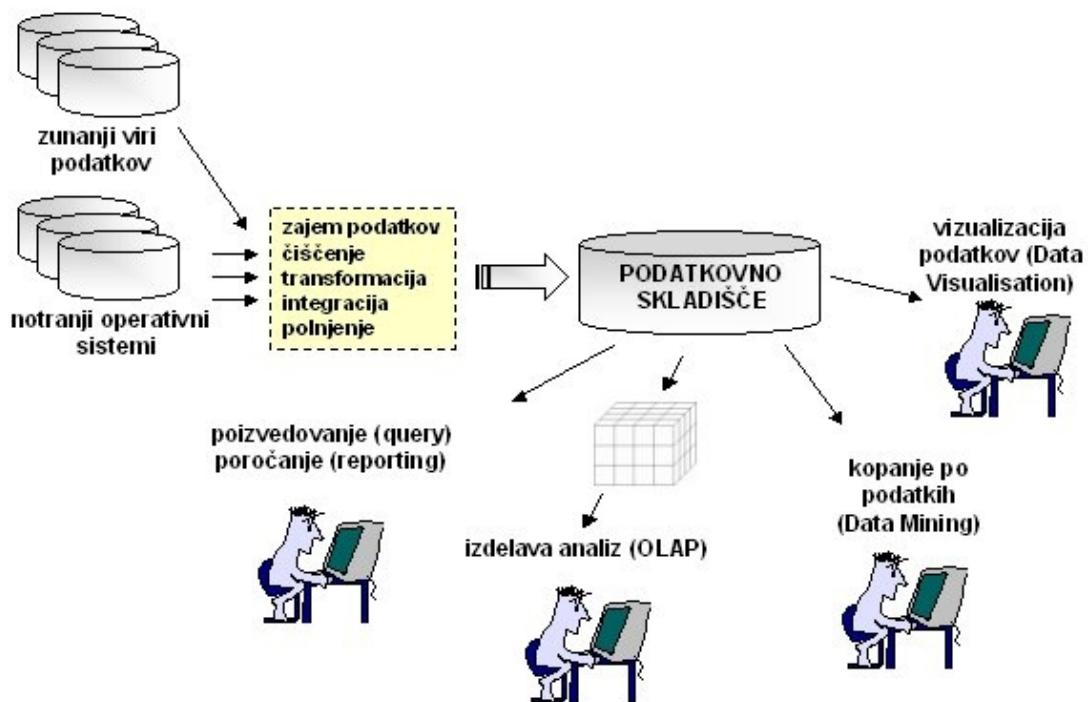 zunanji viri
podatkov
notranji operativni
sistemi
zajem podatkov
čiščenje
transformacija
integracija
polnjenje
PODATKOVNO
SKLADIŠČE
vizualizacija
podatkov (Data
Visualisation)
poizvedovanje (query)
poročanje (reporting)
izdelava analiz (OLAP)
kopanje po
podatkih
(Data Mining)